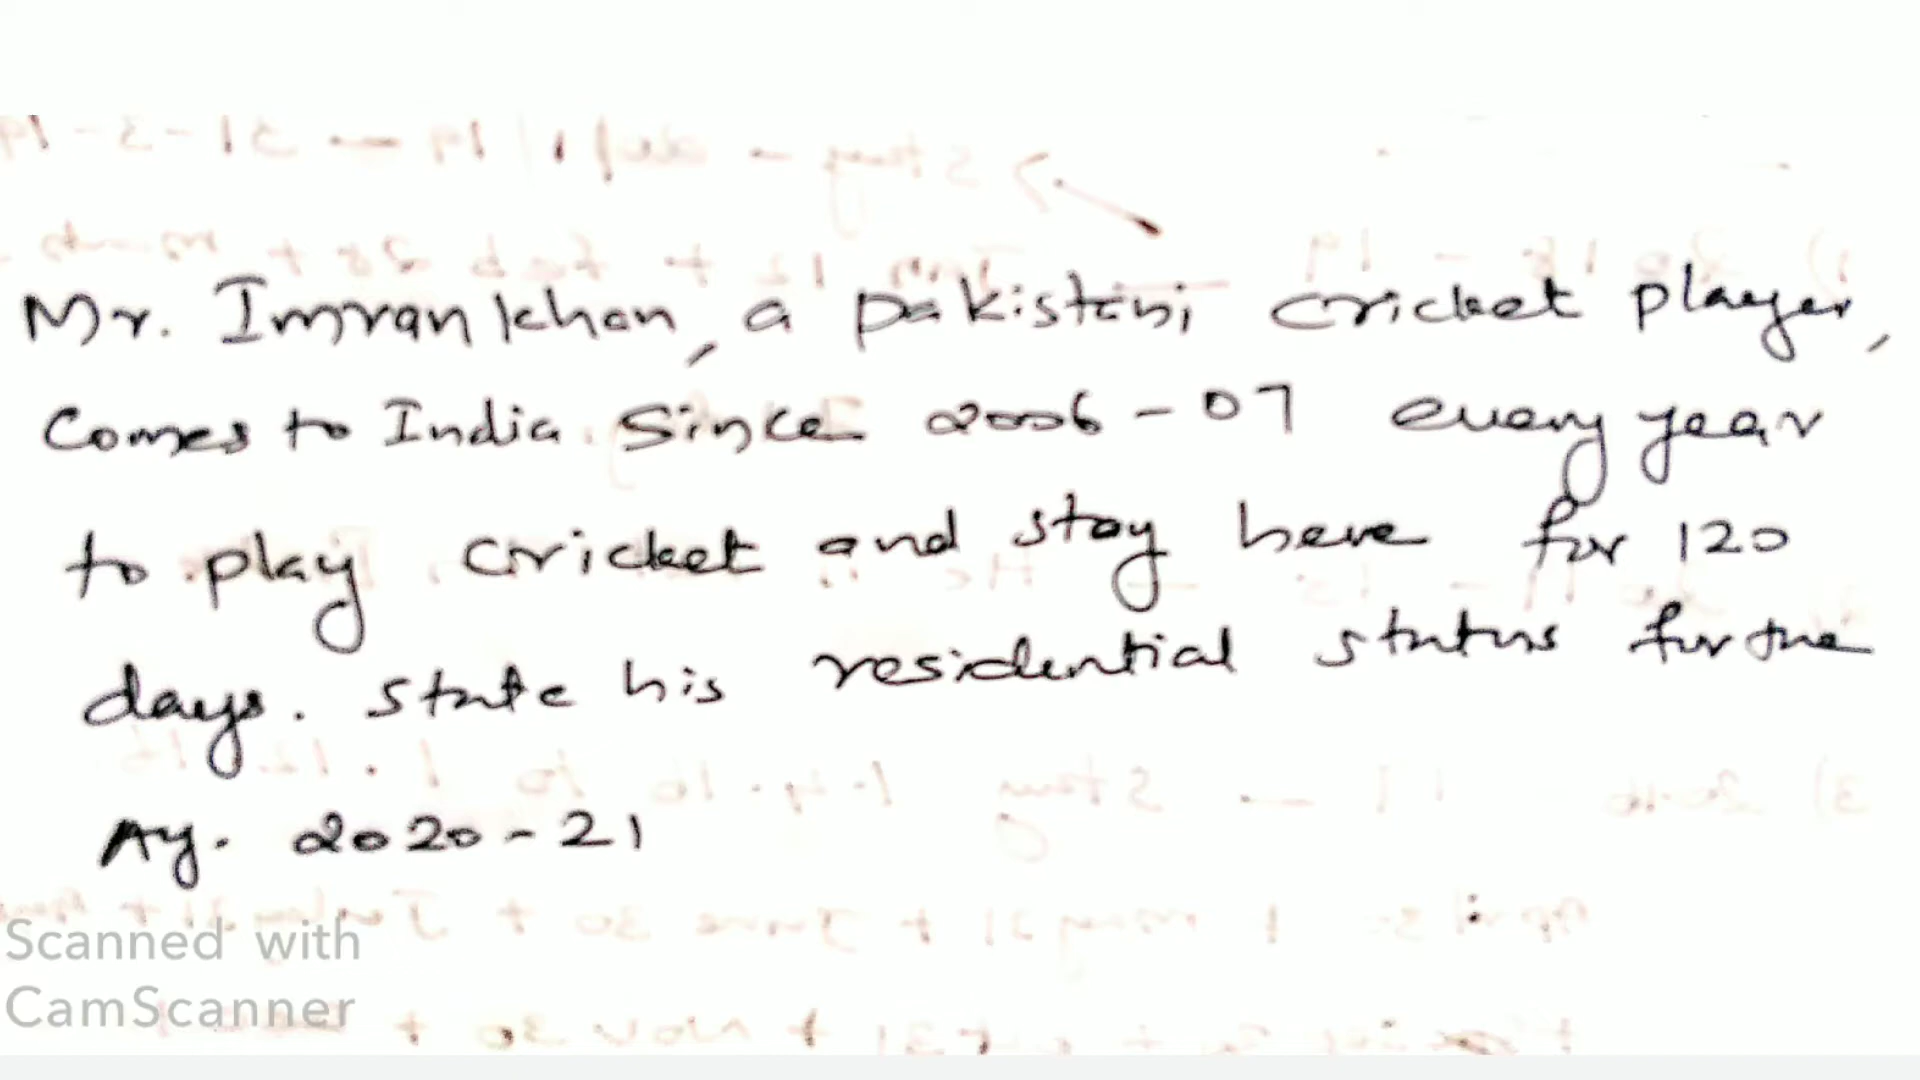 Mr. Imran khan, a pakistani cricket player,
Comes to India Since 2006-07 every year
to play cricket and stay here for 120
days. state his residential status for the
Ay. 2020-21
Scanned with
CamScanner